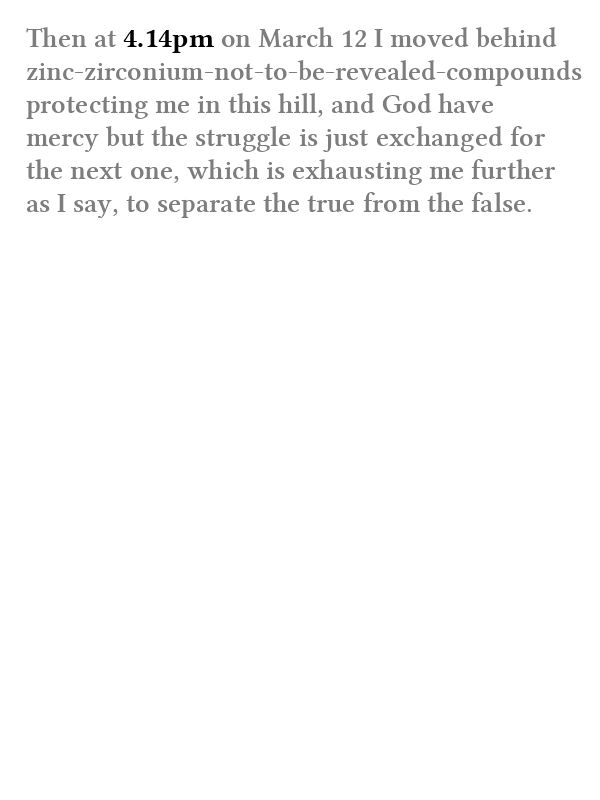 Then at 4.14pm on March 12 I moved behind
zinc-zirconium-not-to-be-revealed-compounds
protecting me in this hill, and God have
mercy but the struggle is just exchanged for
the next one, which is exhausting me further
as I say, to separate the true from the false.